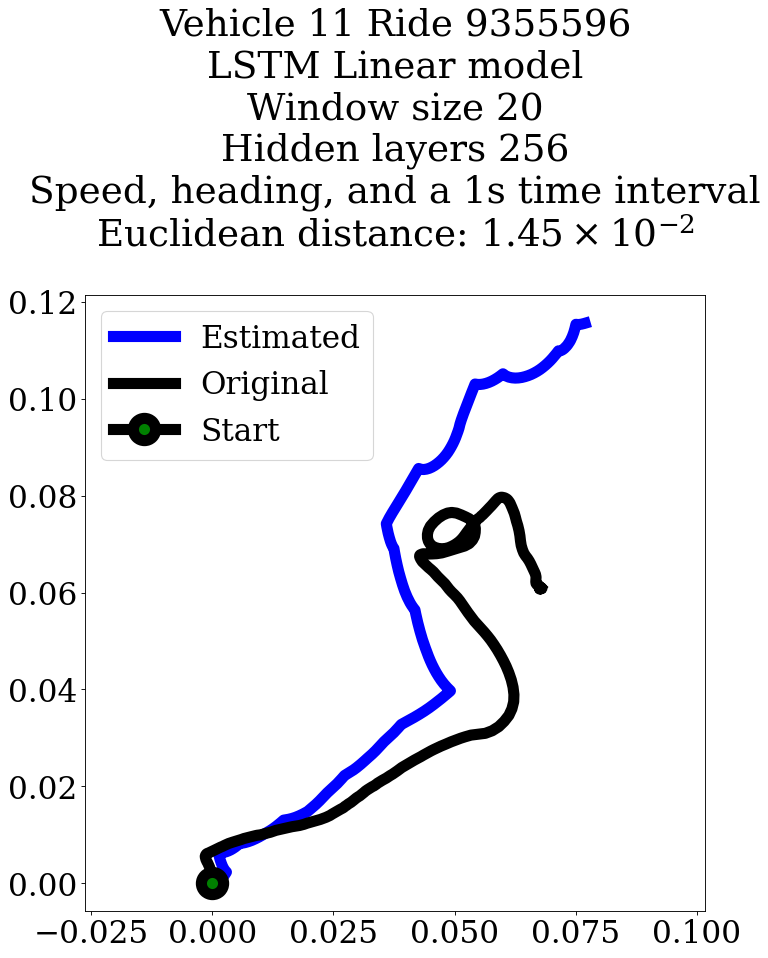 Vehicle 11 Ride 9355596
LSTM Linear model
Window size 20
Hidden layers 256
Speed, heading, and a 1s time interval
Euclidean distance: 1.45 × 10⁻²
0.12
0.10
0.08
0.06
0.04
0.02
0.00
Estimated
Original
Start
−0.025 0.000 0.025 0.050 0.075 0.100